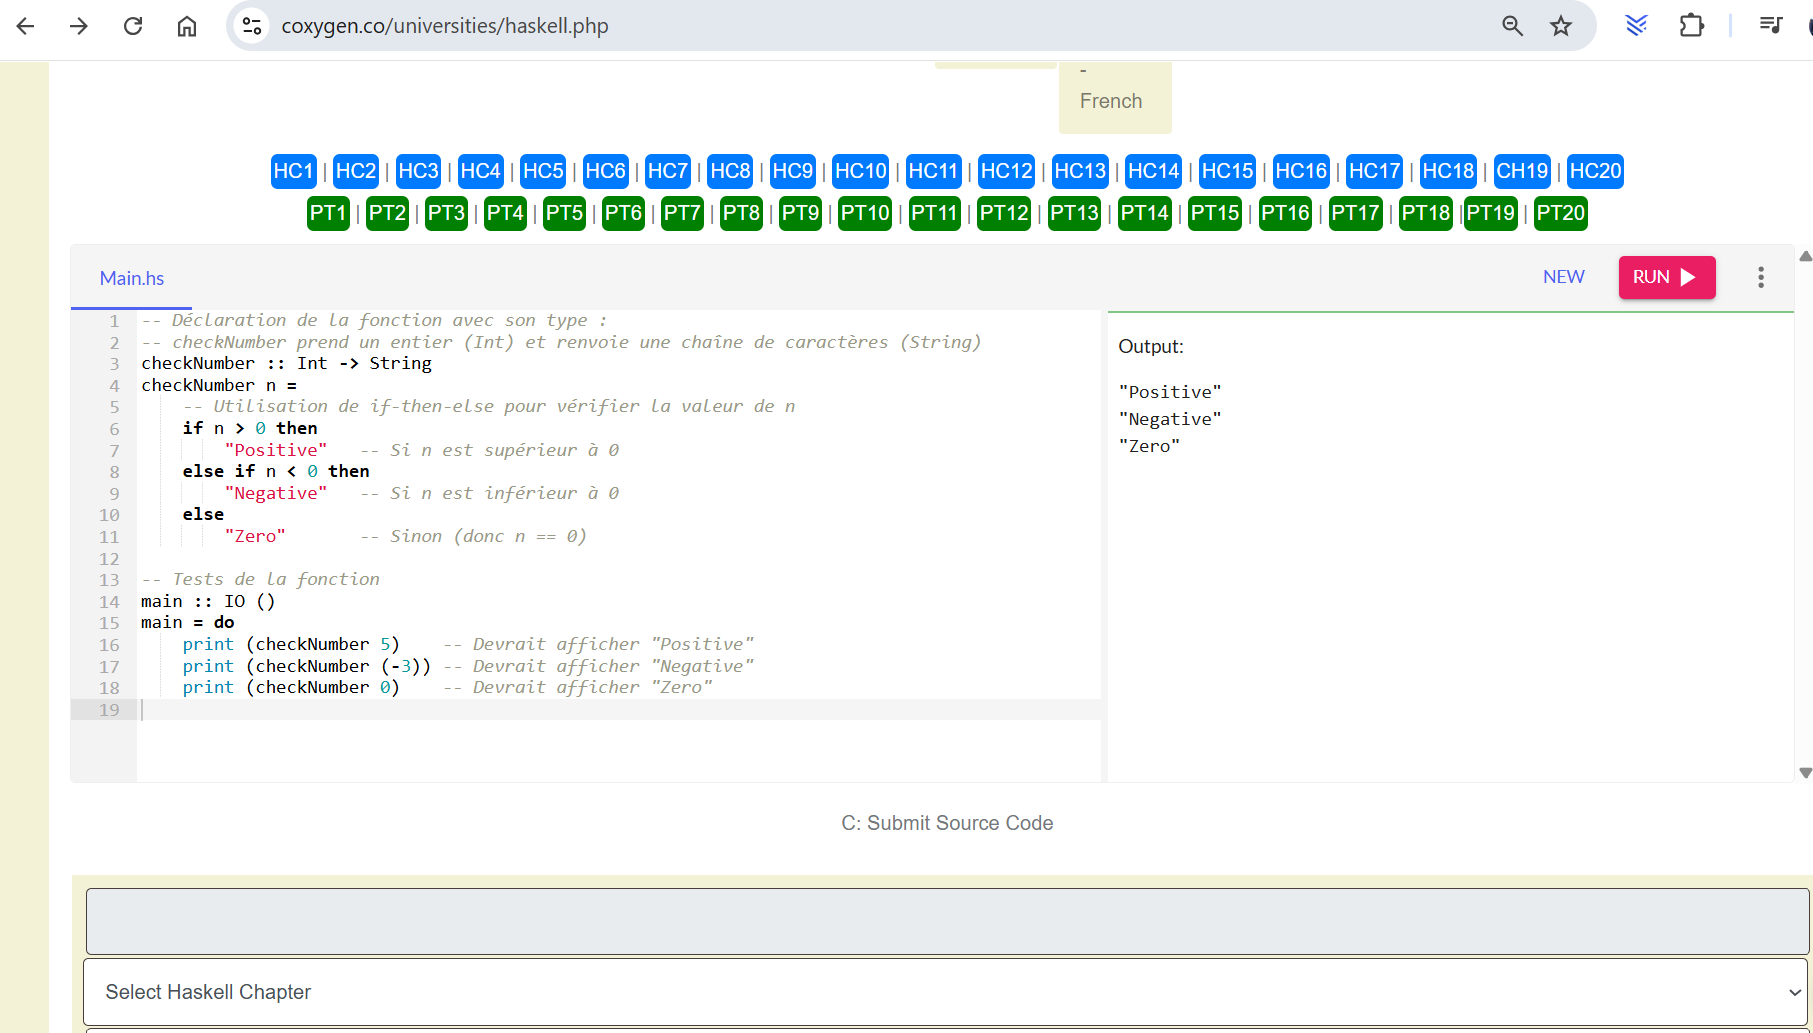 coxygen.co/universities/haskell.php
-
French
HC1 | HC2 | HC3 | HC4 | HC5 | HC6 | HC7 | HC8 | HC9 | HC10 | HC11 | HC12 | HC13 | HC14 | HC15 | HC16 | HC17 | HC18 | CH19 | HC20
PT1 | PT2 | PT3 | PT4 | PT5 | PT6 | PT7 | PT8 | PT9 | PT10 | PT11 | PT12 | PT13 | PT14 | PT15 | PT16 | PT17 | PT18 | PT19 | PT20
Main.hs
NEW
RUN
1 -- Déclaration de la fonction avec son type :
2 -- checkNumber prend un entier (Int) et renvoie une chaîne de caractères (String)
3 checkNumber :: Int -> String
4 checkNumber n =
5     -- Utilisation de if-then-else pour vérifier la valeur de n
6     if n > 0 then
7         "Positive"   -- Si n est supérieur à 0
8     else if n < 0 then
9         "Negative"   -- Si n est inférieur à 0
10     else
11         "Zero"       -- Sinon (donc n == 0)
12
13 -- Tests de la fonction
14 main :: IO ()
15 main = do
16     print (checkNumber 5)    -- Devrait afficher "Positive"
17     print (checkNumber (-3)) -- Devrait afficher "Negative"
18     print (checkNumber 0)    -- Devrait afficher "Zero"
19
Output:
"Positive"
"Negative"
"Zero"
C: Submit Source Code
Select Haskell Chapter